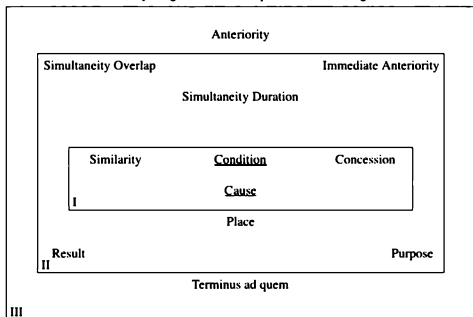 Anteriority
Simultaneity Overlap Immediate Anteriority
Simultaneity Duration
Similarity Condition Concession
Cause
I
Place
Result Purpose
II
Terminus ad quem
III